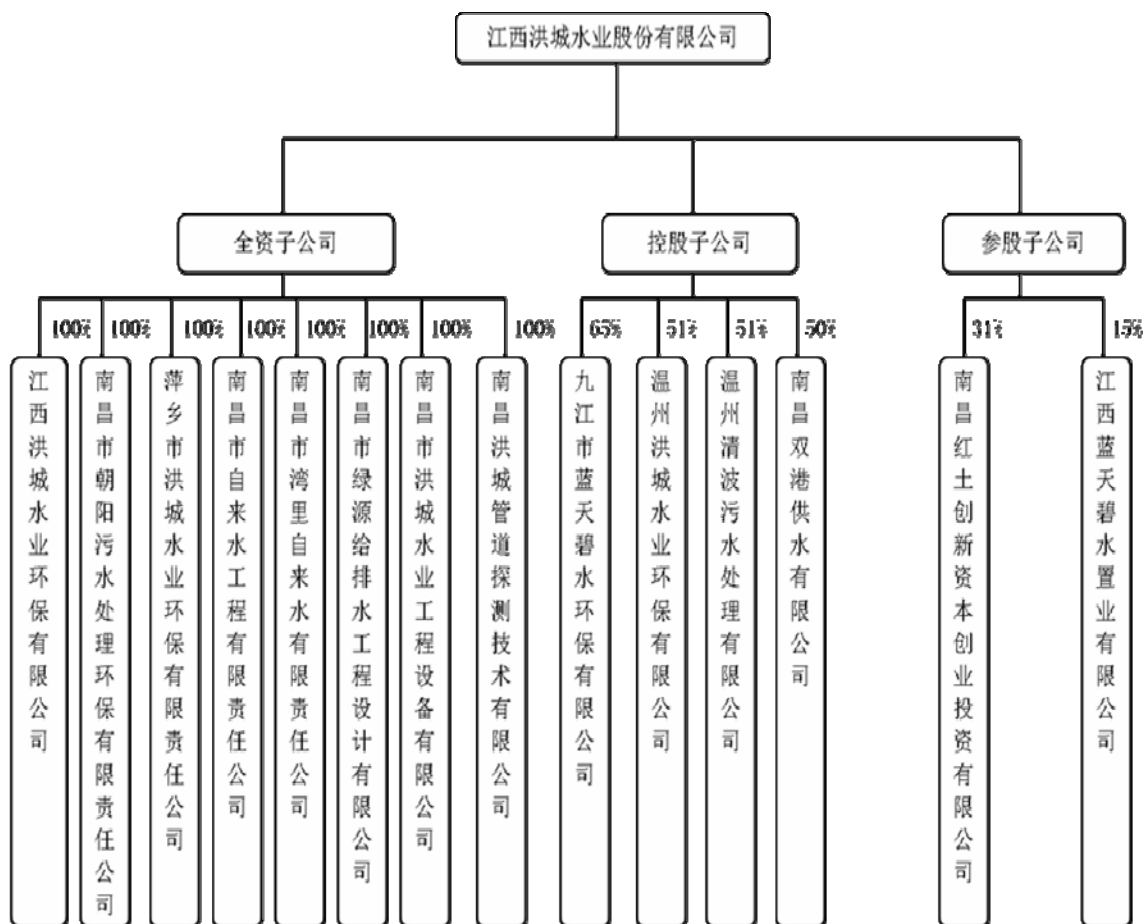 江西洪城水业股份有限公司
全资子公司
控股子公司
参股子公司
100%
100%
100%
100%
100%
100%
100%
100%
65%
51%
51%
50%
31%
15%
江西洪城水业环保有限公司
南昌市朝阳污水处理环保有限责任公司
萍乡市洪城水业环保有限责任公司
南昌市自来水工程有限责任公司
南昌市湾里自来水有限责任公司
南昌市绿源给排水工程设计有限公司
南昌市洪城水业工程设备有限公司
南昌洪城管道探测技术有限公司
九江市蓝天碧水环保有限公司
温州洪城水业环保有限公司
温州清波污水处理有限公司
南昌双港供水有限公司
南昌红土创新资本创业投资有限公司
江西蓝天碧水置业有限公司